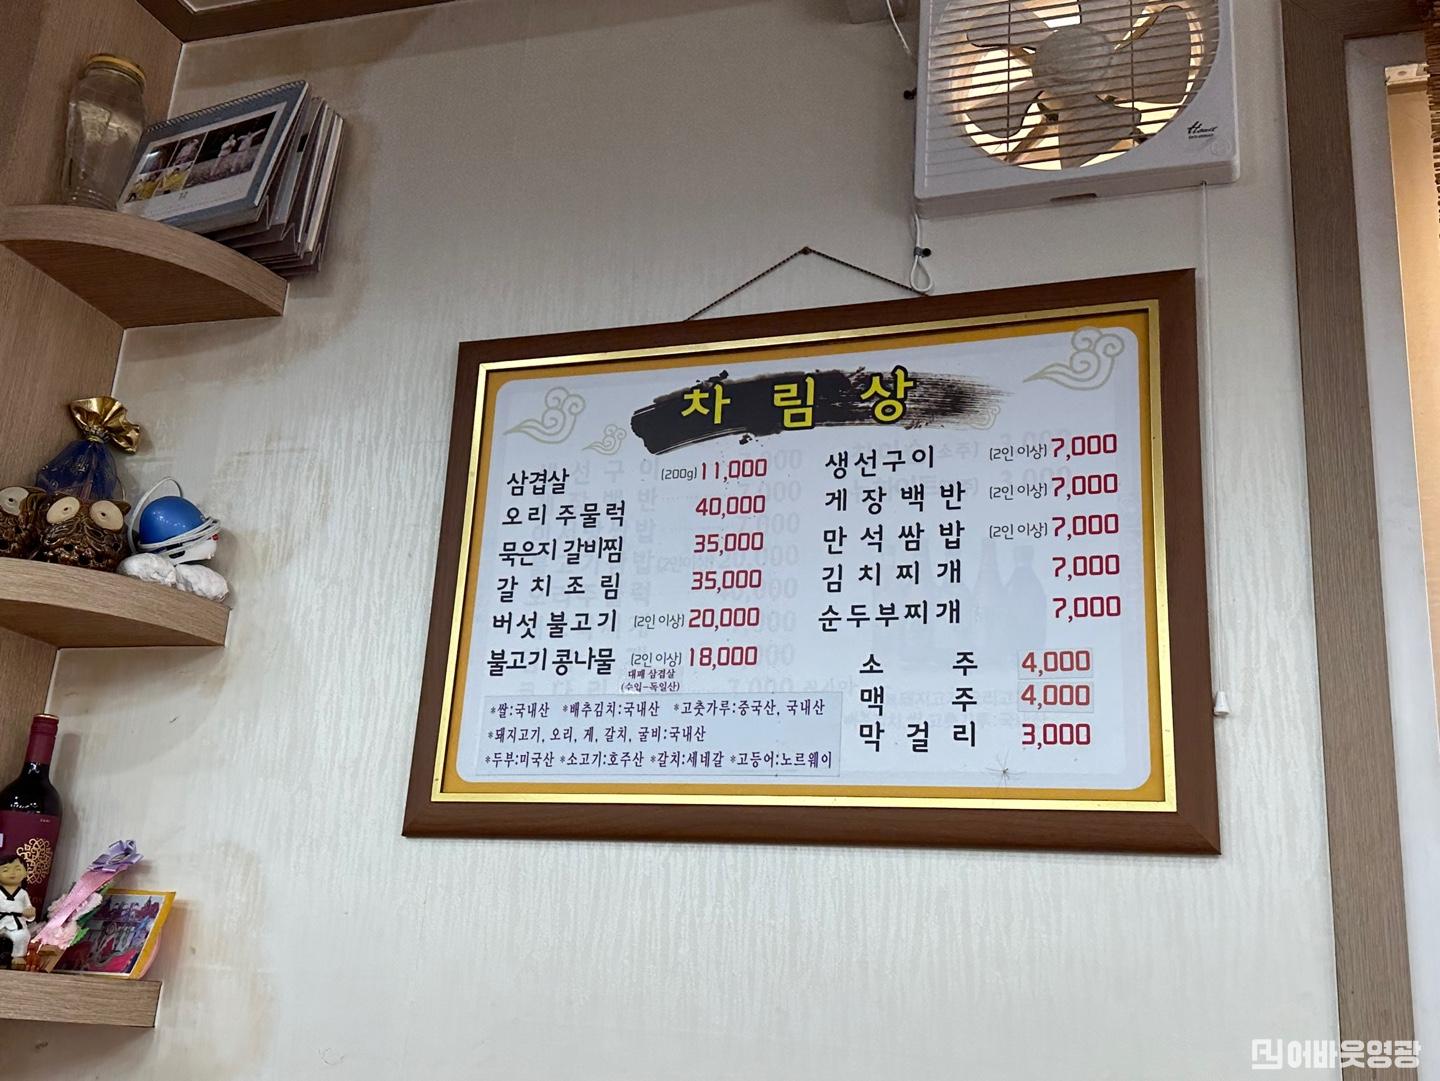 차림상
삼겹살 (200g) 11,000
오리 주물럭 40,000
묵은지 갈비찜 35,000
갈치조림 35,000
버섯 불고기 (2인 이상) 20,000
불고기 콩나물 (2인 이상) 18,000
대패 삼겹살
(수입-독일산)
*쌀:국내산 *배추김치:국내산 *고춧가루:중국산, 국내산
*돼지고기, 오리, 게, 갈치, 굴비:국내산
*두부:미국산 *소고기:호주산 *갈치:세네갈 *고등어:노르웨이
생선구이 (2인 이상) 7,000
게장백반 (2인 이상) 7,000
만석쌈밥 (2인 이상) 7,000
김치찌개 7,000
순두부찌개 7,000
소주 4,000
맥주 4,000
막걸리 3,000
어바웃영광